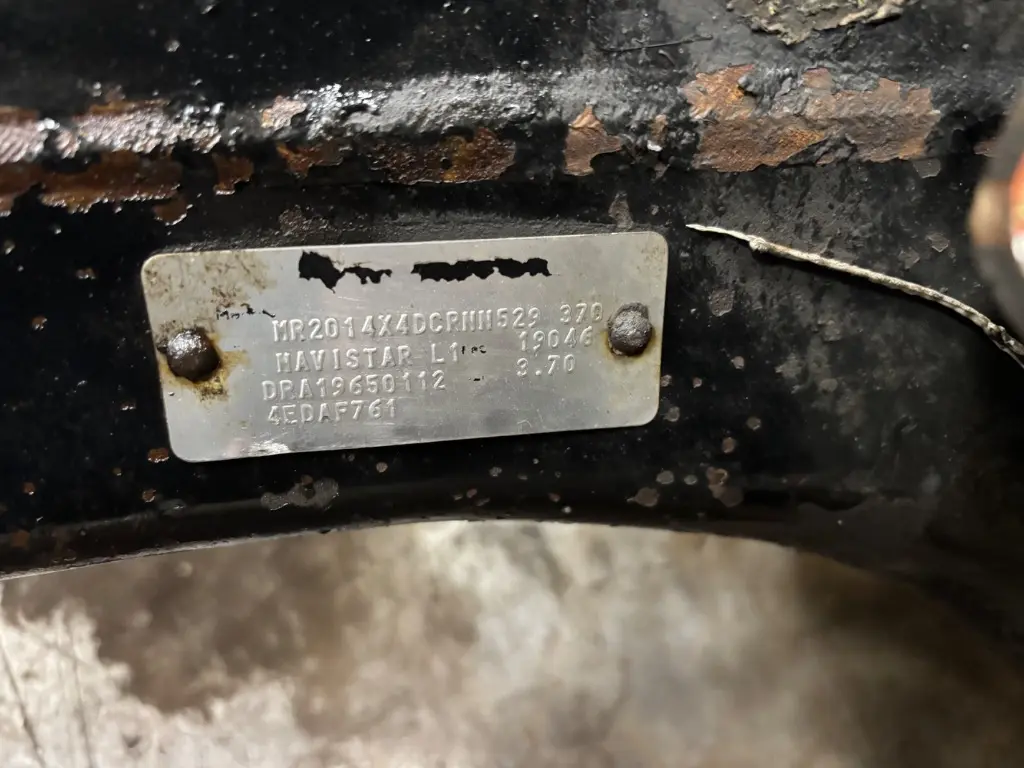 MR2014X4DCRNN529 370
NAVISTAR L1 19046
DRA19650112 3.70
4EDAF761